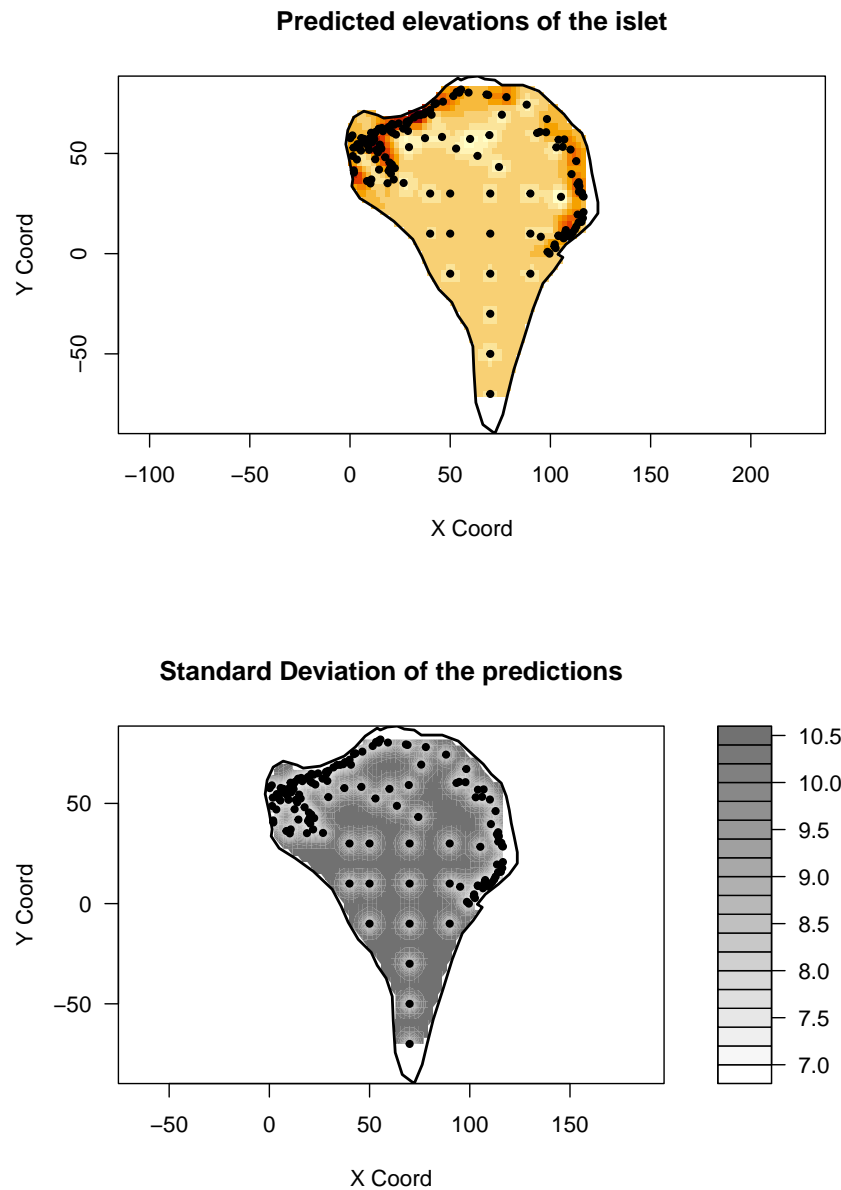 Predicted elevations of the islet
50
0
−50
Y Coord
−100 −50 0 50 100 150 200
X Coord
Standard Deviation of the predictions
50
0
−50
Y Coord
−50 0 50 100 150
X Coord
10.5
10.0
9.5
9.0
8.5
8.0
7.5
7.0